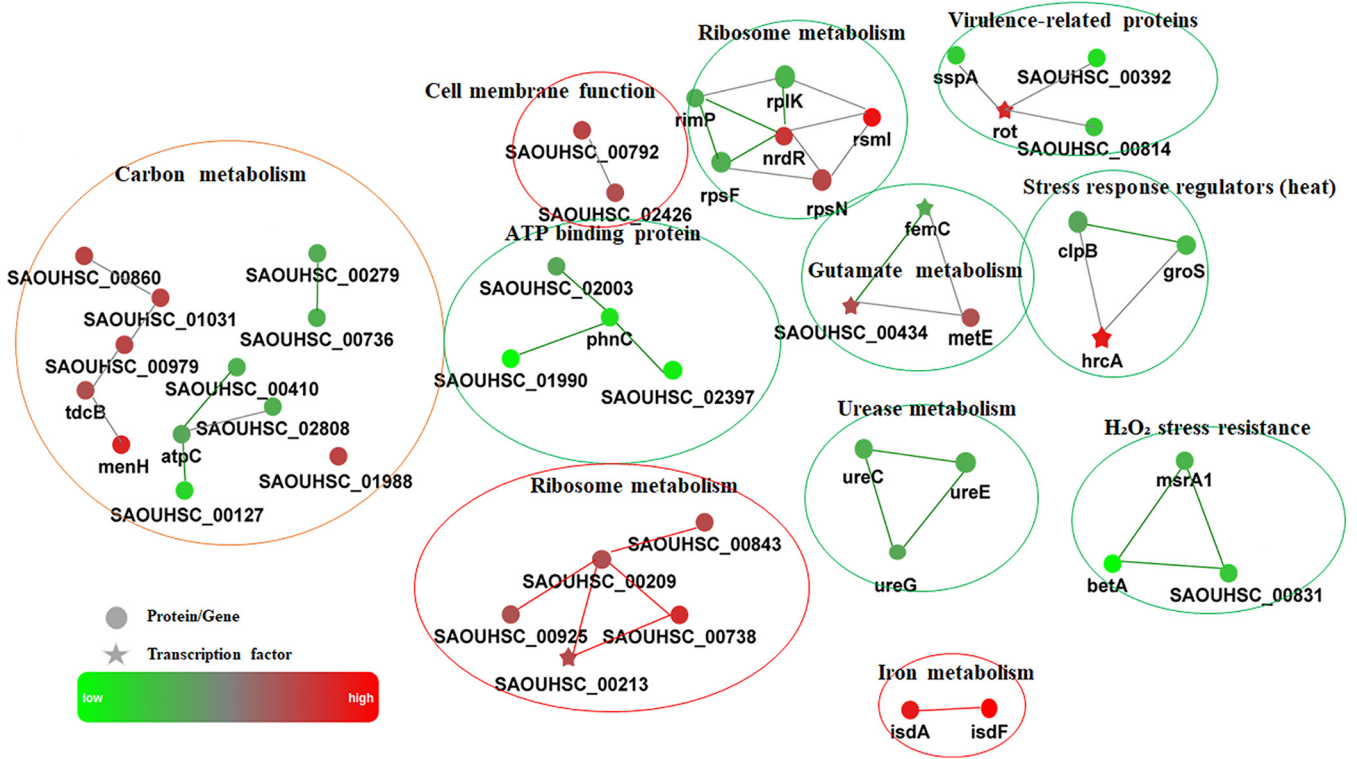 Virulence-related proteins
sspA
SAOUHSC_00392
rot
SAOUHSC_00814
Ribosome metabolism
rimP
rplK
rsmI
nrdR
rpsF
rpsN
Cell membrane function
SAOUHSC_00792
SAOUHSC_02426
Carbon metabolism
SAOUHSC_00860
SAOUHSC_00279
SAOUHSC_01031
SAOUHSC_00736
SAOUHSC_00979
SAOUHSC_00410
tdcB
SAOUHSC_02808
menH
atpC
SAOUHSC_01988
SAOUHSC_00127
ATP binding protein
SAOUHSC_02003
phnC
SAOUHSC_01990
SAOUHSC_02397
femC
Gutamate metabolism
SAOUHSC_00434
metE
Stress response regulators (heat)
clpB
groS
hrcA
Urease metabolism
ureC
ureE
ureG
H₂O₂ stress resistance
msrA1
betA
SAOUHSC_00831
Ribosome metabolism
SAOUHSC_00843
SAOUHSC_00209
SAOUHSC_00925
SAOUHSC_00738
SAOUHSC_00213
Iron metabolism
isdA
isdF
Protein/Gene
Transcription factor
low
high